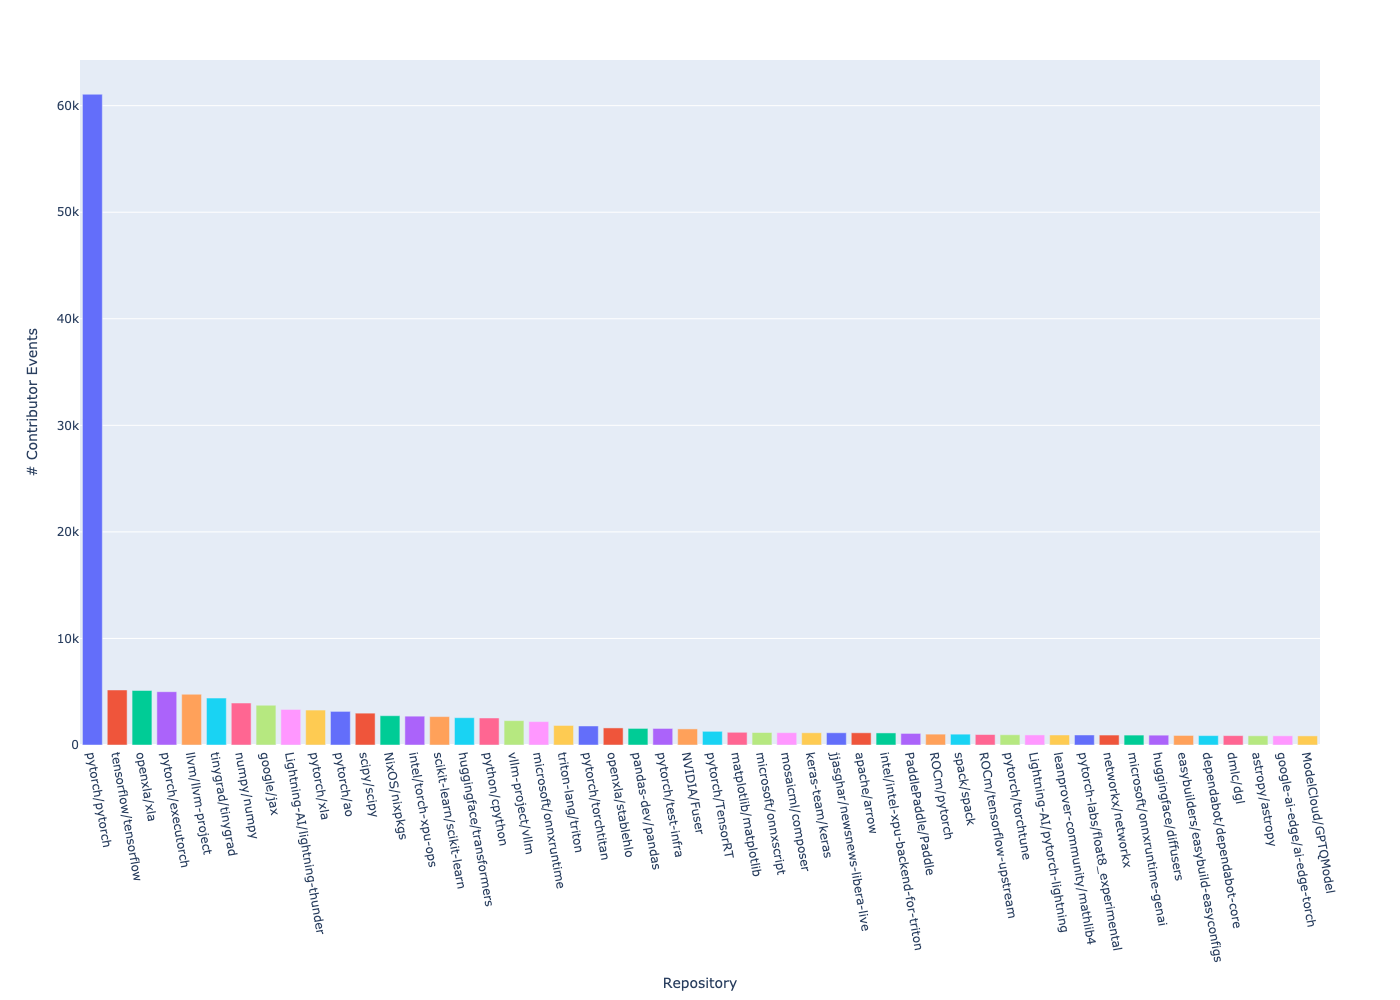 60k
50k
40k
30k
20k
10k
0
# Contributor Events
pytorch/pytorch
tensorflow/tensorflow
openxla/xla
pytorch/executorch
llvm/llvm-project
tinygrad/tinygrad
numpy/numpy
google/jax
Lightning-AI/lightning-thunder
pytorch/xla
pytorch/ao
scipy/scipy
NixOS/nixpkgs
intel/torch-xpu-ops
scikit-learn/scikit-learn
huggingface/transformers
python/cpython
vllm-project/vllm
microsoft/onnxruntime
triton-lang/triton
pytorch/torchtitan
openxla/stablehlo
pandas-dev/pandas
pytorch/test-infra
NVIDIA/Fuser
pytorch/TensorRT
matplotlib/matplotlib
microsoft/onnxscript
mosaicml/composer
keras-team/keras
jjssghar/newsnews-libera-live
apache/arrow
intel/intel-xpu-backend-for-triton
PaddlePaddle/Paddle
ROCm/pytorch
spack/spack
ROCm/tensorflow-upstream
pytorch/torchtune
Lightning-AI/pytorch-lightning
leanprover-community/mathlib4
pytorch-labs/float8_experimental
networkx/networkx
microsoft/onnxruntime-genai
huggingface/diffusers
easybuilders/easybuild-easyconfigs
dependabot/dependabot-core
dmlc/dgl
astropy/astropy
google-ai-edge/ai-edge-torch
ModelCloud/GPTQModel
Repository